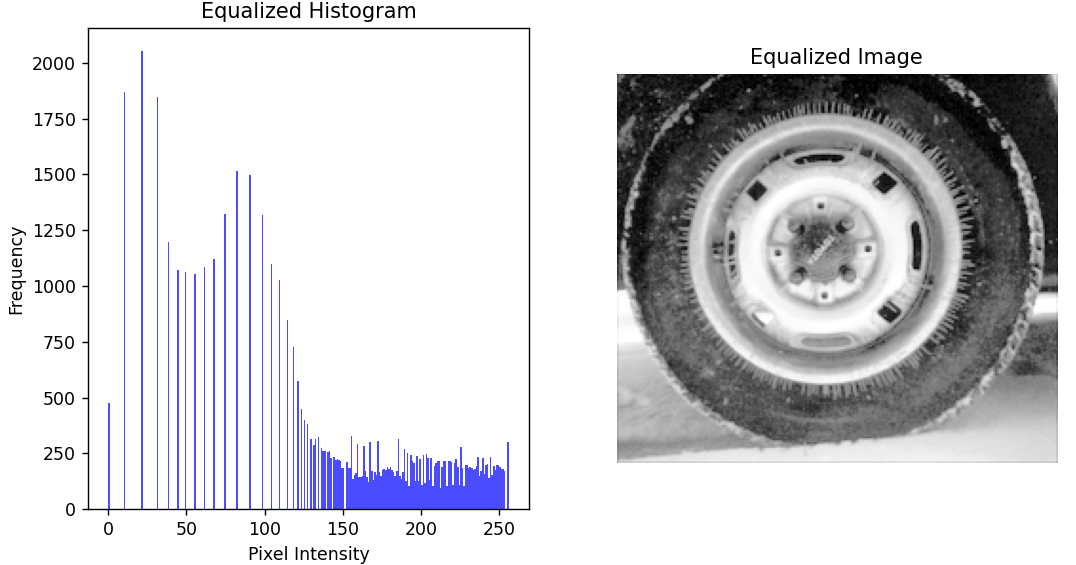 Equalized Histogram
Frequency
2000
1750
1500
1250
1000
750
500
250
0
0 50 100 150 200 250
Pixel Intensity
Equalized Image